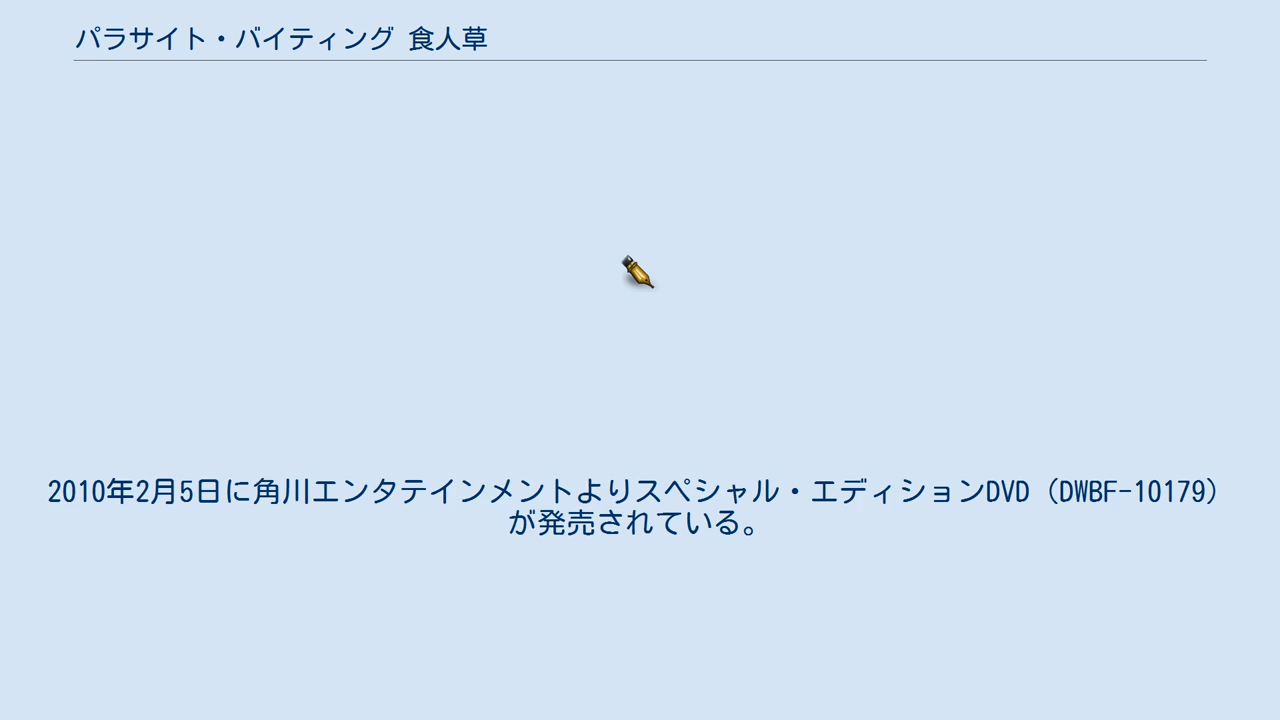 パラサイト・バイティング 食人草
2010年2月5日に角川エンタテインメントよりスペシャル・エディションDVD（DWBF-10179）
が発売されている。